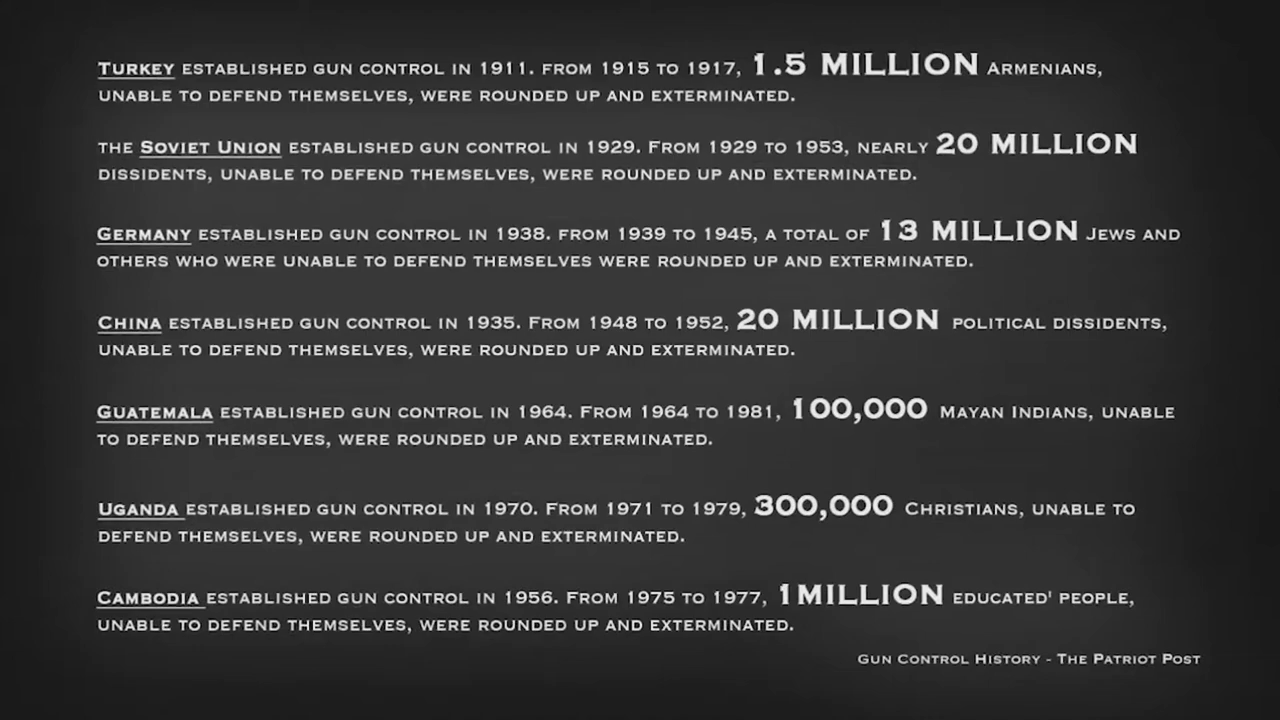 TURKEY ESTABLISHED GUN CONTROL IN 1911. FROM 1915 TO 1917, 1.5 MILLION ARMENIANS,
UNABLE TO DEFEND THEMSELVES, WERE ROUNDED UP AND EXTERMINATED.
THE SOVIET UNION ESTABLISHED GUN CONTROL IN 1929. FROM 1929 TO 1953, NEARLY 20 MILLION
DISSIDENTS, UNABLE TO DEFEND THEMSELVES, WERE ROUNDED UP AND EXTERMINATED.
GERMANY ESTABLISHED GUN CONTROL IN 1938. FROM 1939 TO 1945, A TOTAL OF 13 MILLION JEWS AND
OTHERS WHO WERE UNABLE TO DEFEND THEMSELVES WERE ROUNDED UP AND EXTERMINATED.
CHINA ESTABLISHED GUN CONTROL IN 1935. FROM 1948 TO 1952, 20 MILLION POLITICAL DISSIDENTS,
UNABLE TO DEFEND THEMSELVES, WERE ROUNDED UP AND EXTERMINATED.
GUATEMALA ESTABLISHED GUN CONTROL IN 1964. FROM 1964 TO 1981, 100,000 MAYAN INDIANS, UNABLE
TO DEFEND THEMSELVES, WERE ROUNDED UP AND EXTERMINATED.
UGANDA ESTABLISHED GUN CONTROL IN 1970. FROM 1971 TO 1979, 300,000 CHRISTIANS, UNABLE TO
DEFEND THEMSELVES, WERE ROUNDED UP AND EXTERMINATED.
CAMBODIA ESTABLISHED GUN CONTROL IN 1956. FROM 1975 TO 1977, 1MILLION EDUCATED' PEOPLE,
UNABLE TO DEFEND THEMSELVES, WERE ROUNDED UP AND EXTERMINATED.
GUN CONTROL HISTORY - THE PATRIOT POST